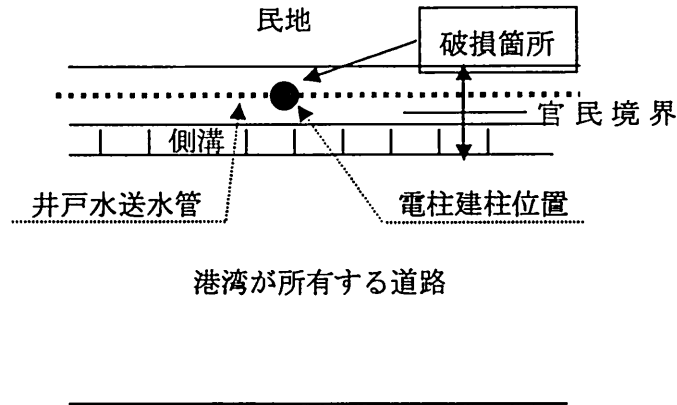 民地
破損箇所
官民境界
側溝
井戸水送水管
電柱建柱位置
港湾が所有する道路